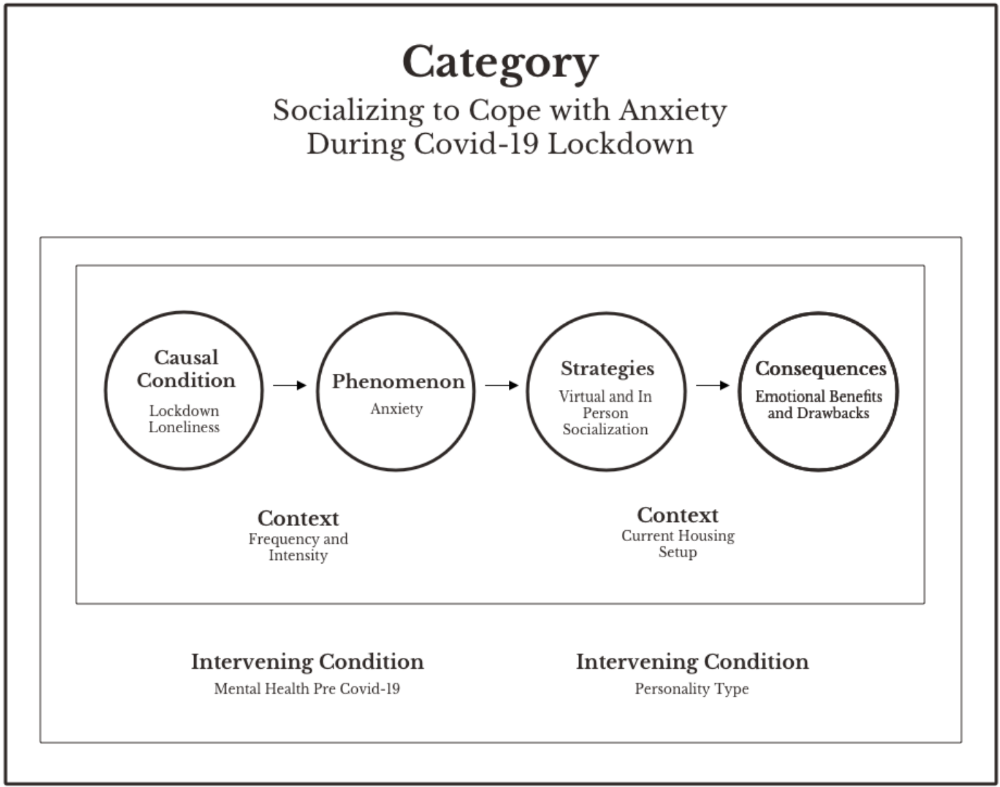 Category
Socializing to Cope with Anxiety
During Covid-19 Lockdown
Causal
Condition
Lockdown
Loneliness
Phenomenon
Anxiety
Strategies
Virtual and In
Person
Socialization
Consequences
Emotional Benefits
and Drawbacks
Context
Frequency and
Intensity
Context
Current Housing
Setup
Intervening Condition
Mental Health Pre Covid-19
Intervening Condition
Personality Type